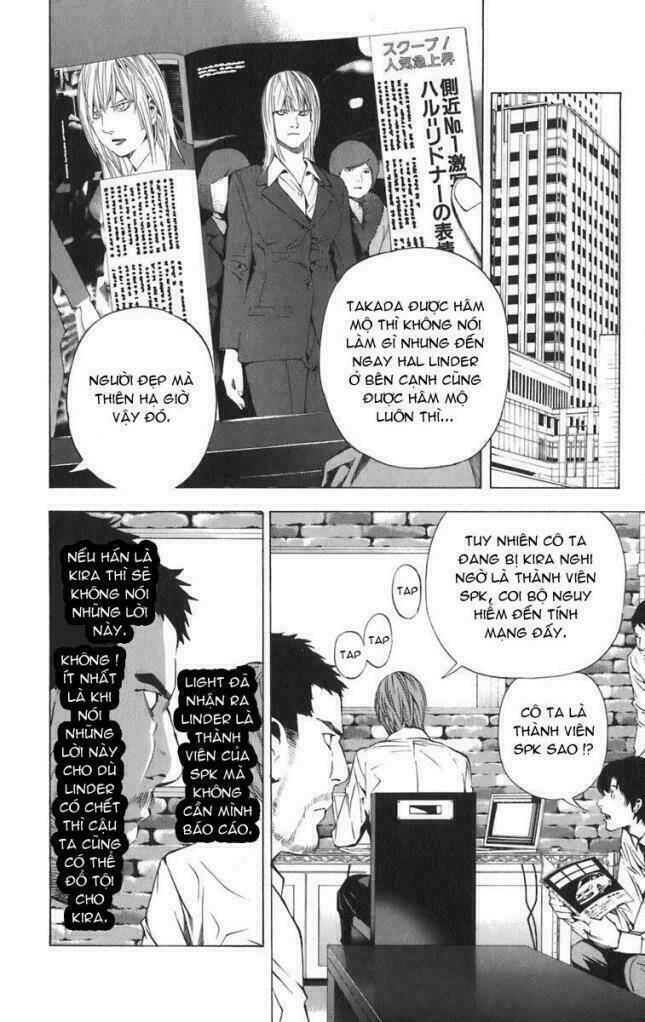 スクープ!
人気急上昇
側近No.1激写
ハル=リドナーの表情
TAKADA ĐƯỢC HÂM
MỘ THÌ KHÔNG NÓI
LÀM GÌ NHƯNG ĐẾN
NGAY HAL LINDER
Ở BÊN CẠNH CŨNG
ĐƯỢC HÂM MỘ
LUÔN THÌ...
NGƯỜI ĐẸP MÀ
THIÊN HẠ GIỜ
VẬY ĐÓ.
TUY NHIÊN CÔ TA
ĐANG BỊ KIRA NGHI
NGỜ LÀ THÀNH VIÊN
SPK, COI BỘ NGUY
HIỂM ĐẾN TÍNH
MẠNG ĐẤY.
TAP
TAP
TAP
CÔ TA LÀ
THÀNH VIÊN
SPK SAO !?
LIGHT ĐÃ
NHẬN RA
LINDER LÀ
THÀNH
VIÊN CỦA
SPK MÀ
KHÔNG
CẦN MÌNH
BÁO CÁO.
NẾU HẮN LÀ
KIRA THÌ SẼ
KHÔNG NÓI
NHỮNG LỜI
NÀY.
KHÔNG !
ÍT NHẤT
LÀ KHI
NÓI
NHỮNG
LỜI NÀY
CHO DÙ
LINDER
CÓ CHẾT
THÌ CẬU
TA CŨNG
CÓ THỂ
ĐỔ TỘI
CHO
KIRA.